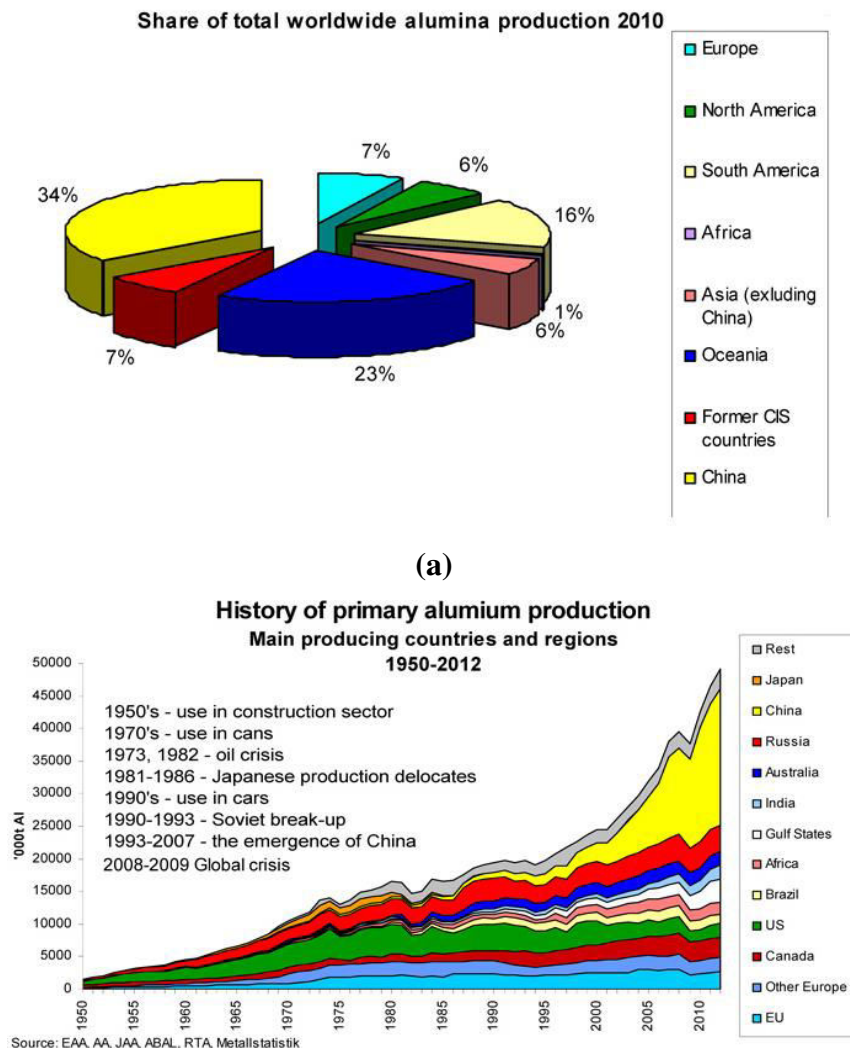 Share of total worldwide alumina production 2010
Europe
North America
South America
Africa
Asia (exluding
China)
Oceania
Former CIS
countries
China
7%
6%
16%
1%
6%
23%
7%
34%
(a)
History of primary alumium production
Main producing countries and regions
1950-2012
1950's - use in construction sector
1970's - use in cans
1973, 1982 - oil crisis
1981-1986 - Japanese production delocates
1990's - use in cars
1990-1993 - Soviet break-up
1993-2007 - the emergence of China
2008-2009 Global crisis
'000t Al
50000
45000
40000
35000
30000
25000
20000
15000
10000
5000
0
1950
1955
1960
1965
1970
1975
1980
1985
1990
1995
2000
2005
2010
Rest
Japan
China
Russia
Australia
India
Gulf States
Africa
Brazil
US
Canada
Other Europe
EU
Source: EAA, AA, JAA, ABAL, RTA, Metallstatistik